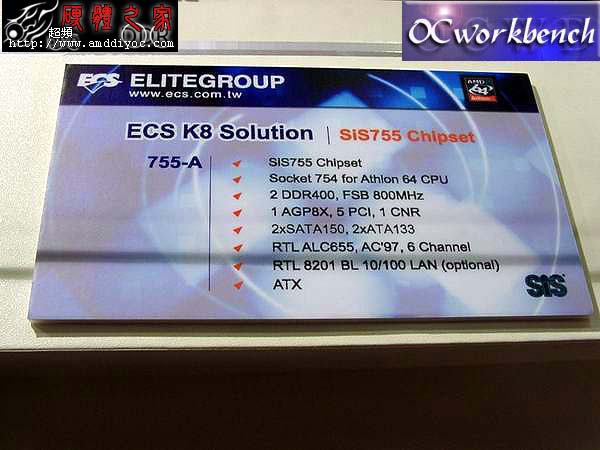 硬體之家
超頻
http://www.amddiyoc.com/
OCworkbench
ECS ELITEGROUP
www.ecs.com.tw
AMD
64
Athlon
ECS K8 Solution | SiS755 Chipset
755-A
SIS755 Chipset
Socket 754 for Athlon 64 CPU
2 DDR400, FSB 800MHz
1 AGP8X, 5 PCI, 1 CNR
2xSATA150, 2xATA133
RTL ALC655, AC'97, 6 Channel
RTL 8201 BL 10/100 LAN (optional)
ATX
SiS